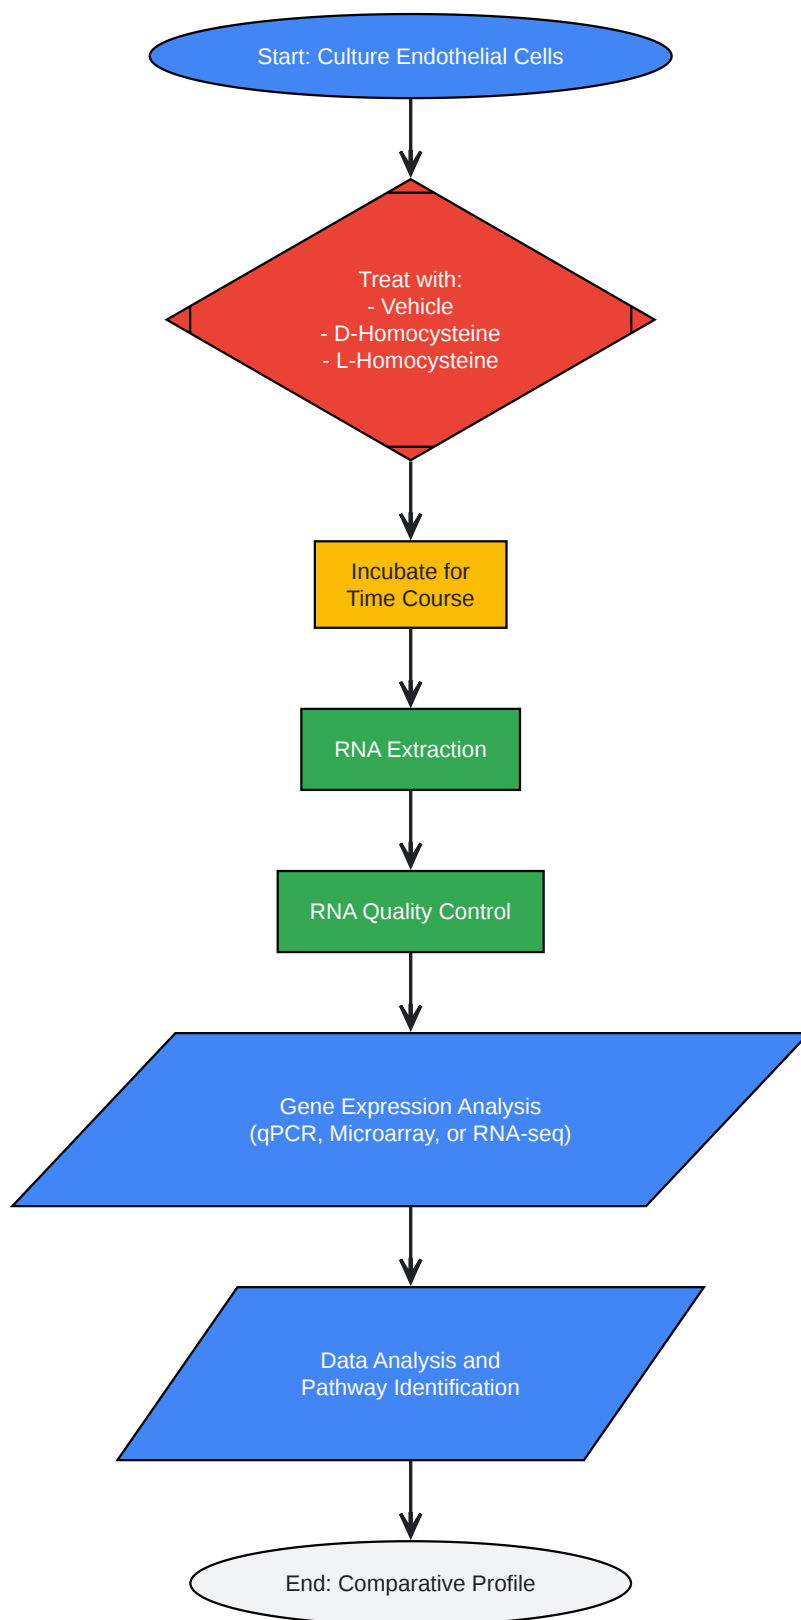 Start: Culture Endothelial Cells
Treat with:
- Vehicle
- D-Homocysteine
- L-Homocysteine
Incubate for
Time Course
RNA Extraction
RNA Quality Control
Gene Expression Analysis
(qPCR, Microarray, or RNA-seq)
Data Analysis and
Pathway Identification
End: Comparative Profile